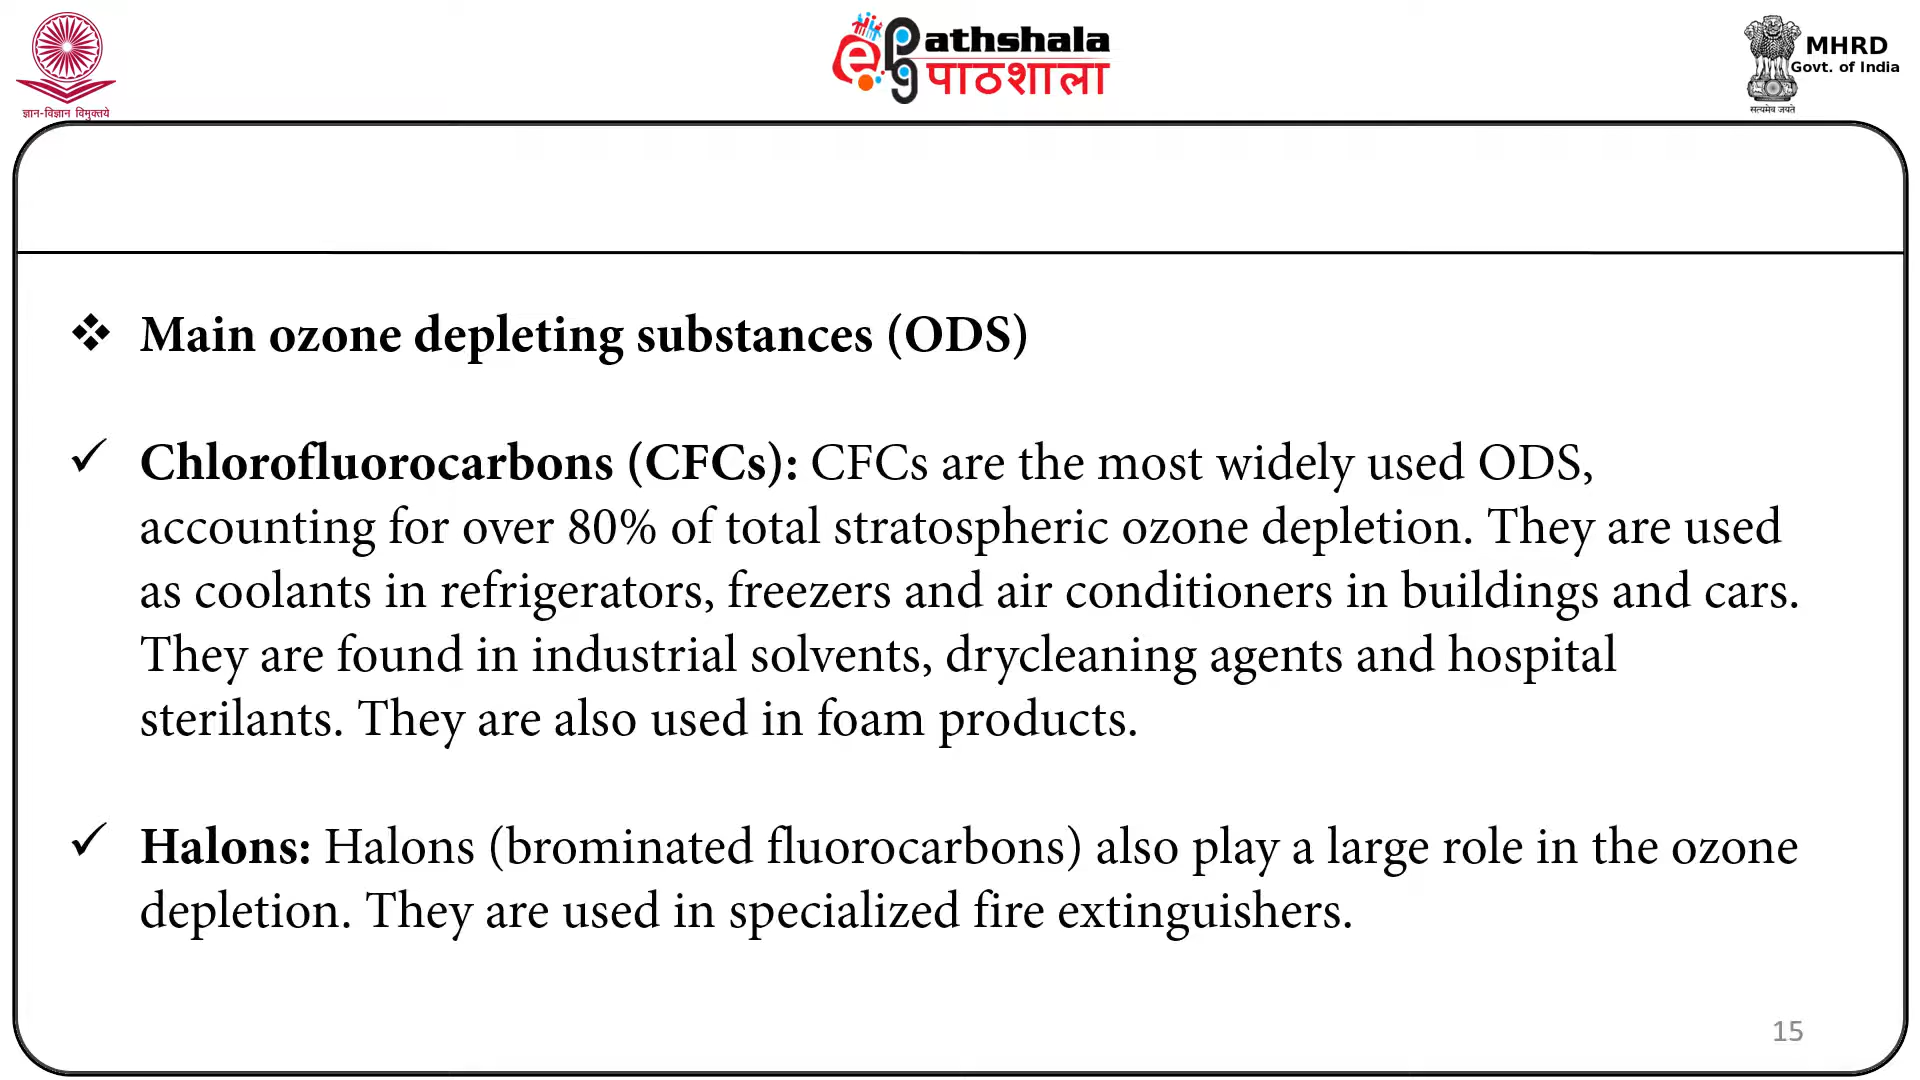 ज्ञान-विज्ञान विमुक्तये
athshala
पाठशाला
MHRD
Govt. of India
सत्यमेव जयते
Main ozone depleting substances (ODS)
Chlorofluorocarbons (CFCs): CFCs are the most widely used ODS,
accounting for over 80% of total stratospheric ozone depletion. They are used
as coolants in refrigerators, freezers and air conditioners in buildings and cars.
They are found in industrial solvents, drycleaning agents and hospital
sterilants. They are also used in foam products.
Halons: Halons (brominated fluorocarbons) also play a large role in the ozone
depletion. They are used in specialized fire extinguishers.
15